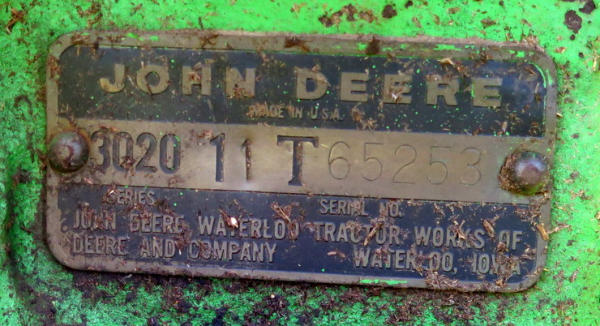 JOHN DEERE
MADE IN U.S.A.
3020 11 T 65253
SERIES SERIAL NO.
JOHN DEERE WATERLOO TRACTOR WORKS OF
DEERE AND COMPANY WATERLOO, IOWA